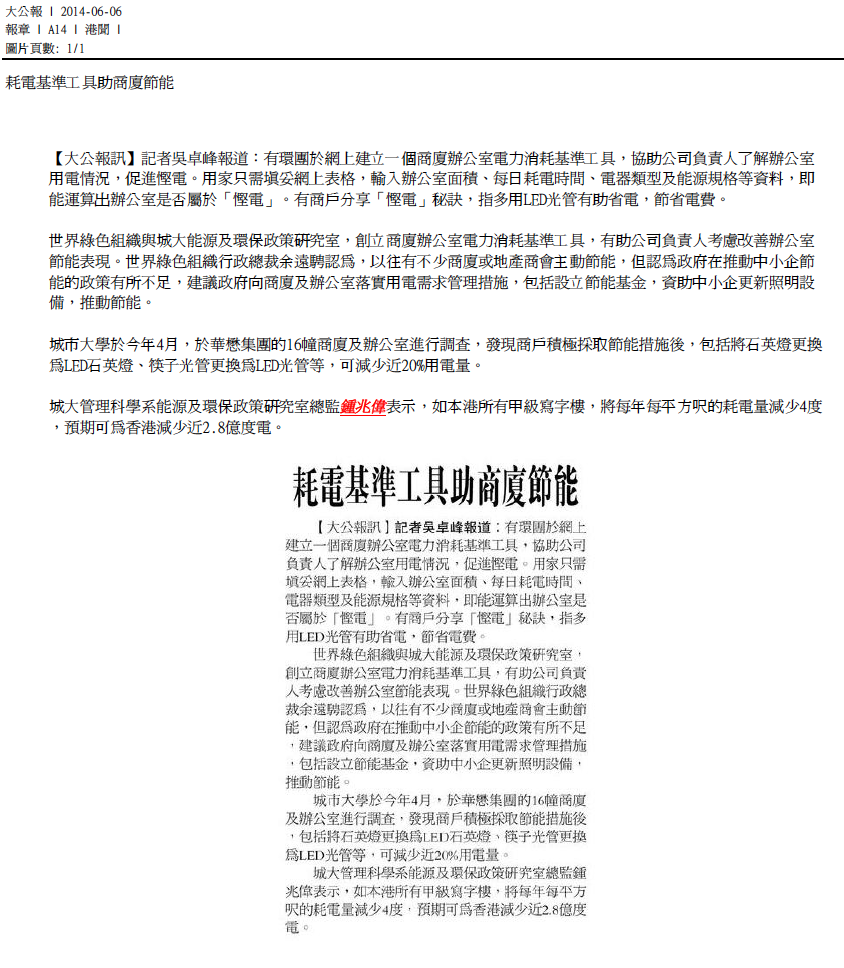 大公報 | 2014-06-06
報章 | A14 | 港聞 |
圖片頁數: 1/1
耗電基準工具助商廈節能
【大公報訊】記者吳卓峰報道：有環團於網上建立一個商廈辦公室電力消耗基準工具，協助公司負責人了解辦公室
用電情況，促進慳電。用家只需填妥網上表格，輸入辦公室面積、每日耗電時間、電器類型及能源規格等資料，即
能運算出辦公室是否屬於「慳電」。有商戶分享「慳電」秘訣，指多用LED光管有助省電，節省電費。
世界綠色組織與城大能源及環保政策研究室，創立商廈辦公室電力消耗基準工具，有助公司負責人考慮改善辦公室
節能表現。世界綠色組織行政總裁余遠騁認為，以往有不少商廈或地產商會主動節能，但認為政府在推動中小企節
能的政策有所不足，建議政府向商廈及辦公室落實用電需求管理措施，包括設立節能基金，資助中小企更新照明設
備，推動節能。
城市大學於今年4月，於華懋集團的16幢商廈及辦公室進行調查，發現商戶積極採取節能措施後，包括將石英燈更換
為LED石英燈、筷子光管更換為LED光管等，可減少近20%用電量。
城大管理科學系能源及環保政策研究室總監鍾兆偉表示，如本港所有甲級寫字樓，將每年每平方呎的耗電量減少4度
，預期可為香港減少近2.8億度電。
耗電基準工具助商廈節能
【大公報訊】記者吳卓峰報道：有環團於網上
建立一個商廈辦公室電力消耗基準工具，協助公司
負責人了解辦公室用電情況，促進慳電。用家只需
填妥網上表格，輸入辦公室面積、每日耗電時間、
電器類型及能源規格等資料，即能運算出辦公室是
否屬於「慳電」。有商戶分享「慳電」秘訣，指多
用LED光管有助省電，節省電費。
世界綠色組織與城大能源及環保政策研究室，
創立商廈辦公室電力消耗基準工具，有助公司負責
人考慮改善辦公室節能表現。世界綠色組織行政總
裁余遠騁認為，以往有不少商廈或地產商會主動節
能，但認為政府在推動中小企節能的政策有所不足
，建議政府向商廈及辦公室落實用電需求管理措施
，包括設立節能基金，資助中小企更新照明設備，
推動節能。
城市大學於今年4月，於華懋集團的16幢商廈
及辦公室進行調查，發現商戶積極採取節能措施後
，包括將石英燈更換為LED石英燈、筷子光管更換
為LED光管等，可減少近20%用電量。
城大管理科學系能源及環保政策研究室總監鍾
兆偉表示，如本港所有甲級寫字樓，將每年每平方
呎的耗電量減少4度，預期可為香港減少近2.8億度
電。